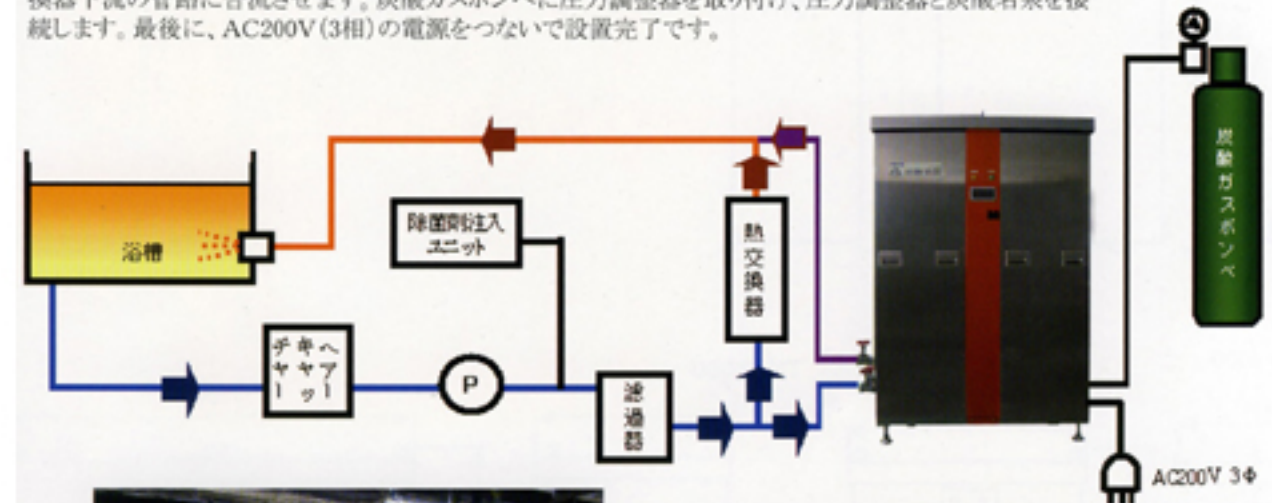 続します。最後に、AC200V(3相)の電源をつないで設置完了です。
炭酸ガスボンベ
浴槽
除菌剤注入
ユニット
熱交換器
ヘアー
キャッ
チャー
P
濾過器
AC200V 3Φ